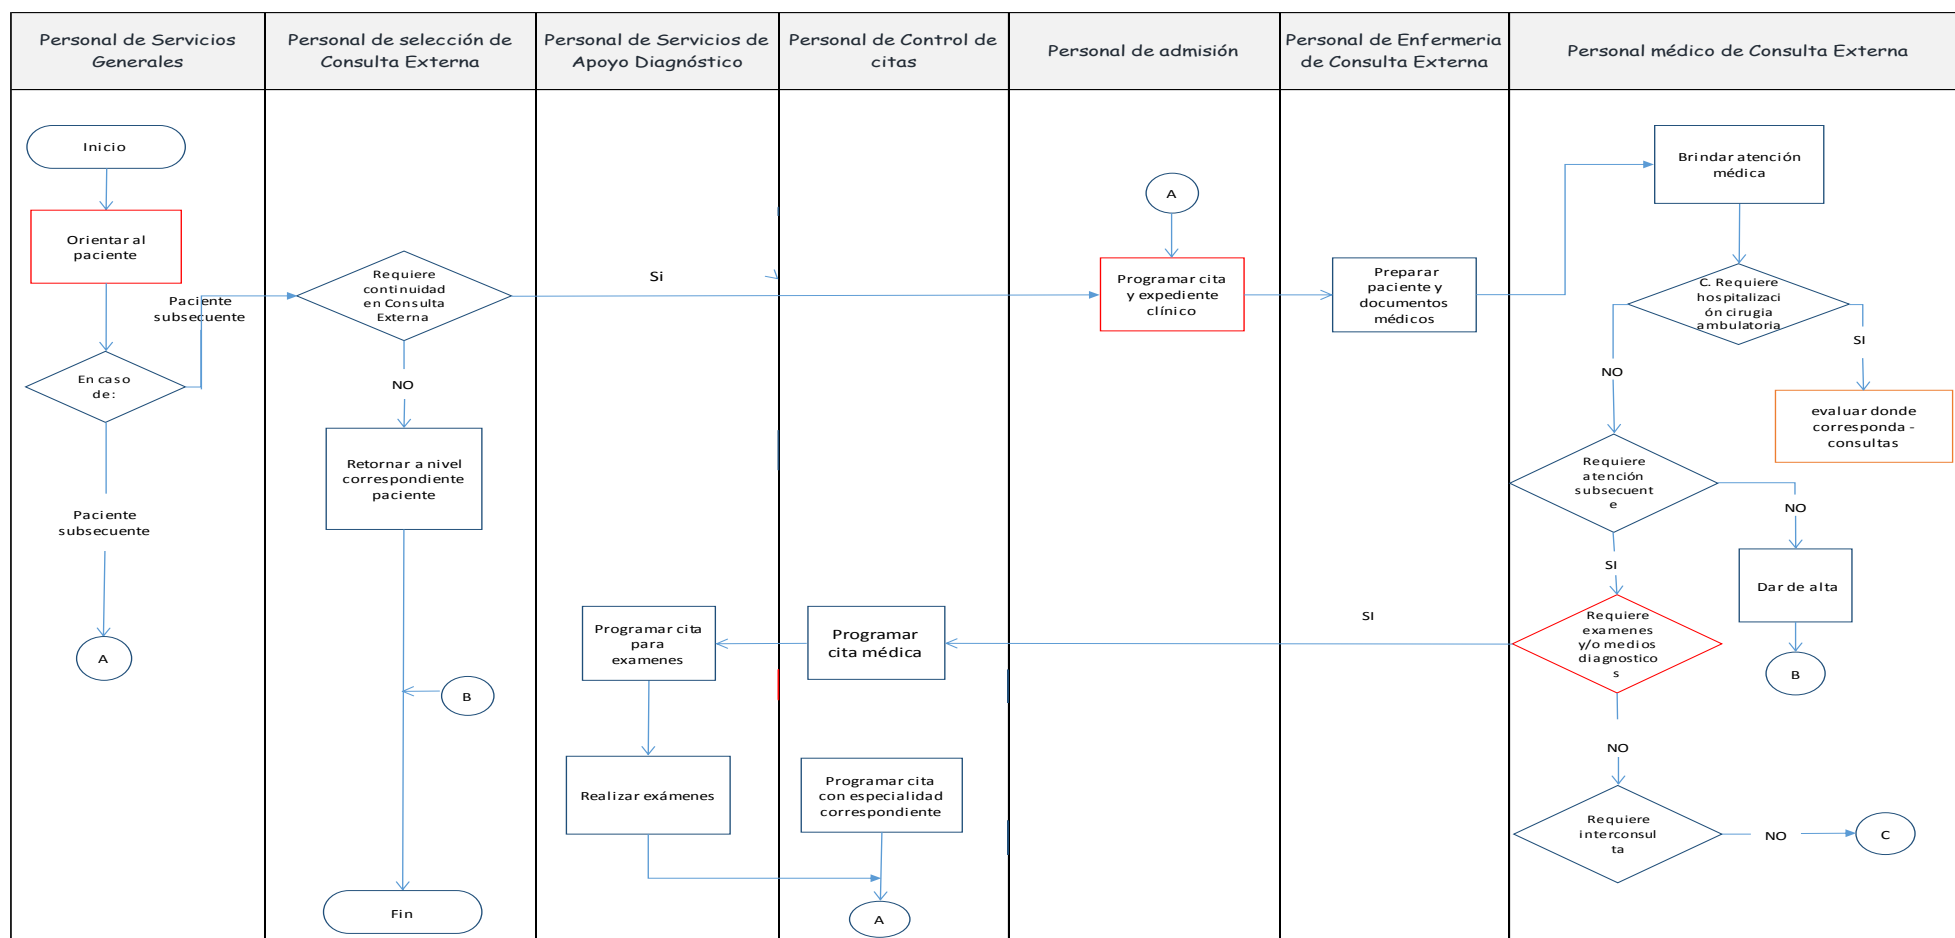 Personal de Servicios
Generales
Personal de selección de
Consulta Externa
Personal de Servicios de
Apoyo Diagnóstico
Personal de Control de
citas
Personal de admisión
Personal de Enfermeria
de Consulta Externa
Personal médico de Consulta Externa
Inicio
Orientar al
paciente
Paciente
subsecuente
En caso
de:
Paciente
subsecuente
A
Requiere
continuidad
en Consulta
Externa
NO
Retornar a nivel
correspondiente
paciente
B
Fin
Si
Programar cita
para
examenes
Realizar exámenes
Programar
cita médica
Programar cita
con especialidad
correspondiente
A
A
Programar cita
y expediente
clínico
Preparar
paciente y
documentos
médicos
SI
Brindar atención
médica
C. Requiere
hospitalizaci
ón cirugia
ambulatoria
SI
NO
evaluar donde
corresponda -
consultas
Requiere
atención
subsecuent
e
NO
SI
Dar de alta
B
Requiere
examenes
y/o medios
diagnostico
s
NO
Requiere
interconsul
ta
NO
C